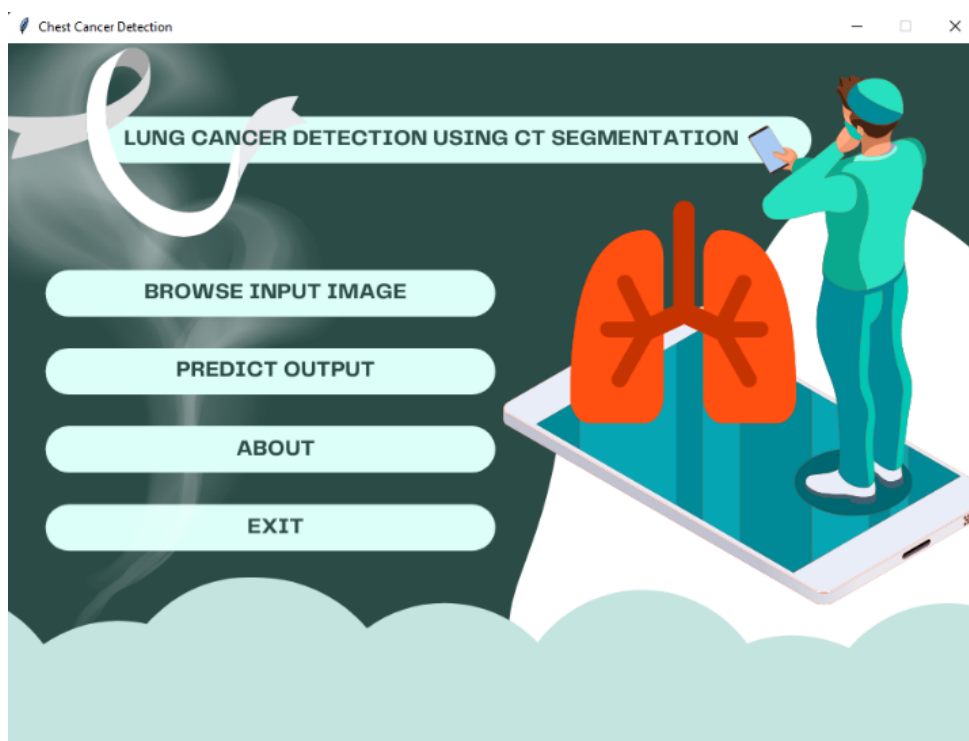 Chest Cancer Detection
LUNG CANCER DETECTION USING CT SEGMENTATION
BROWSE INPUT IMAGE
PREDICT OUTPUT
ABOUT
EXIT